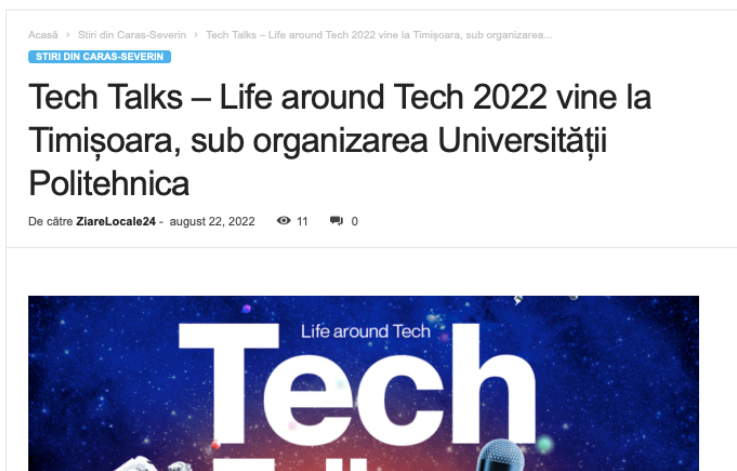 Acasă › Stiri din Caras-Severin › Tech Talks – Life around Tech 2022 vine la Timișoara, sub organizarea...
STIRI DIN CARAS-SEVERIN
Tech Talks – Life around Tech 2022 vine la
Timișoara, sub organizarea Universității
Politehnica
De către ZiareLocale24 - august 22, 2022 11 0
Life around Tech
Tech